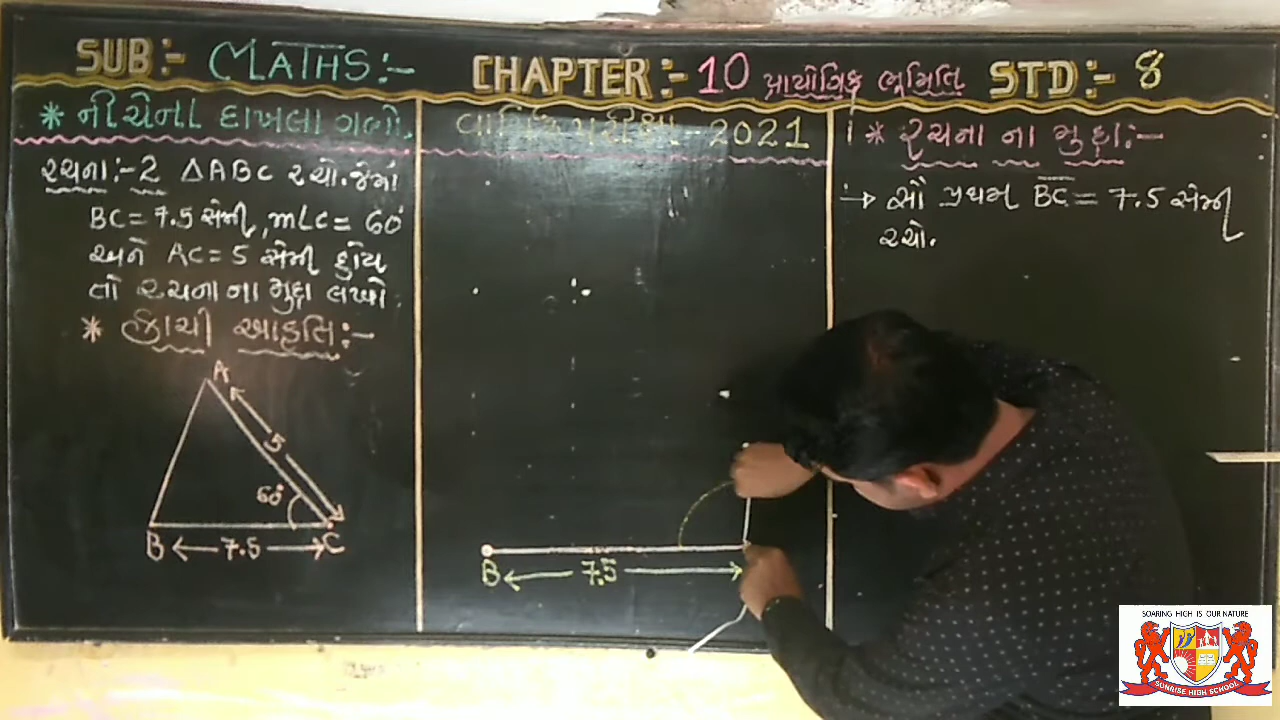 SUB:- MATHS:- CHAPTER:- 10 પ્રાયોગિક ભૂમિતિ STD:- 8
* નીચેના દાખલા ગણો.
રચના:-2 △ABC રચો.જેમાં
BC = 7.5 સેમી, m∠C = 60°
અને AC = 5 સેમી હોય
તો રચના ના મુદ્દા લખો.
* કાચી આકૃતિ:-
A
5
60°
B 7.5 C
વાર્ષિક પરીક્ષા - 2021
B 7.5
* રચના ના મુદ્દા:-
→ સૌ પ્રથમ BC = 7.5 સેમી
રચો.
SOARING HIGH IS OUR NATURE
SUNRISE HIGH SCHOOL